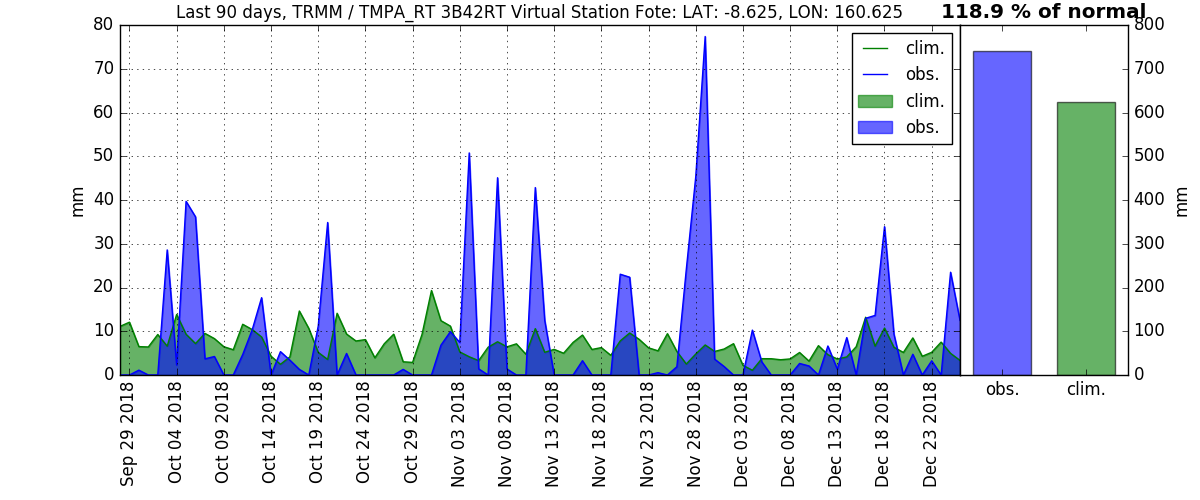 Last 90 days, TRMM / TMPA_RT 3B42RT Virtual Station Fote: LAT: -8.625, LON: 160.625
118.9 % of normal
80
70
60
50
40
30
20
10
0
mm
clim.
obs.
clim.
obs.
800
700
600
500
400
300
200
100
0
mm
Sep 29 2018
Oct 04 2018
Oct 09 2018
Oct 14 2018
Oct 19 2018
Oct 24 2018
Oct 29 2018
Nov 03 2018
Nov 08 2018
Nov 13 2018
Nov 18 2018
Nov 23 2018
Nov 28 2018
Dec 03 2018
Dec 08 2018
Dec 13 2018
Dec 18 2018
Dec 23 2018
obs.
clim.